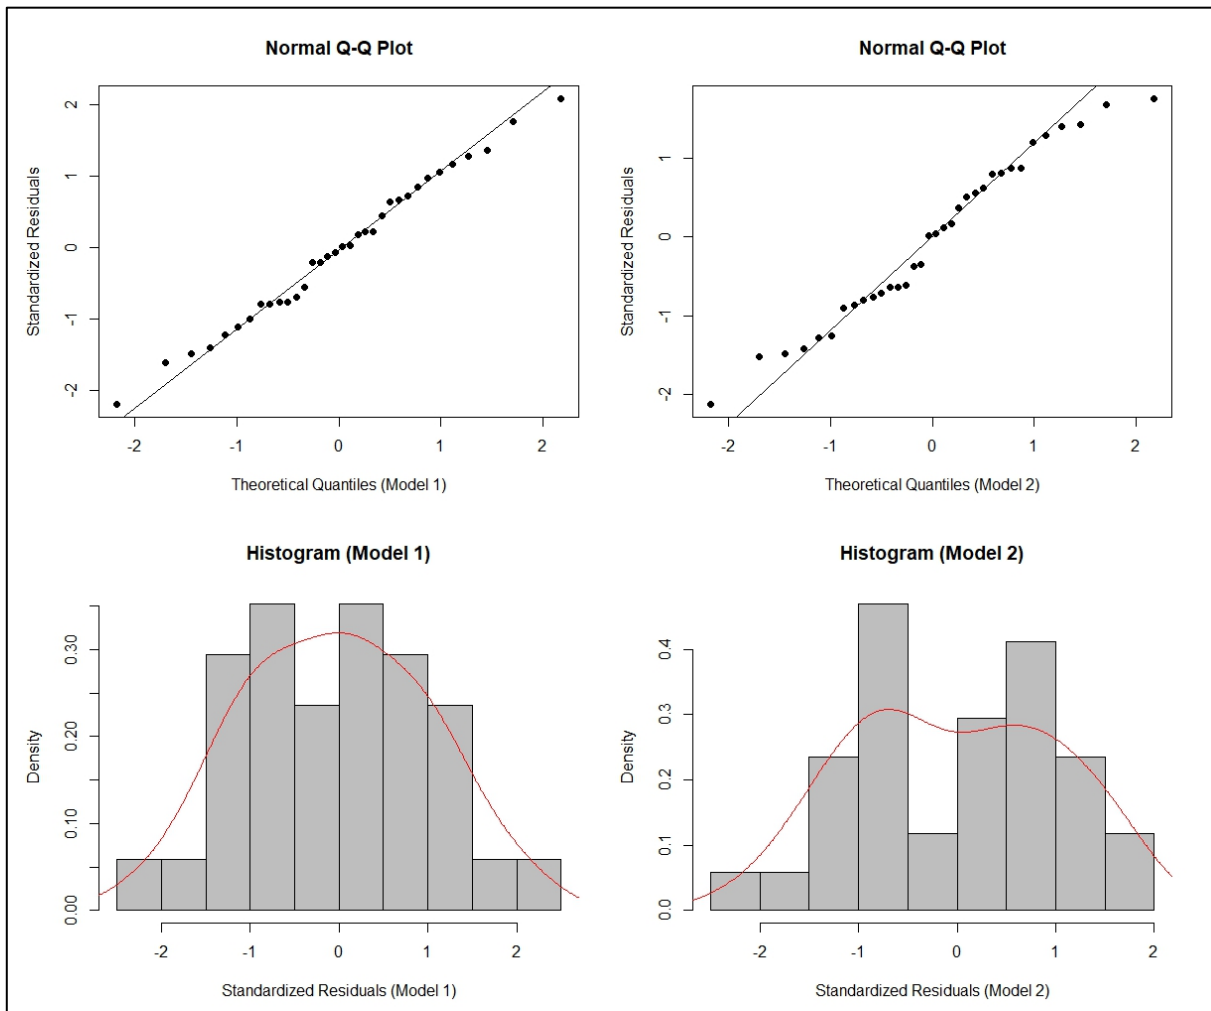 Normal Q-Q Plot
Standardized Residuals
2
1
0
-1
-2
-2 -1 0 1 2
Theoretical Quantiles (Model 1)
Normal Q-Q Plot
Standardized Residuals
1
0
-1
-2
-2 -1 0 1 2
Theoretical Quantiles (Model 2)
Histogram (Model 1)
Density
0.30
0.20
0.10
0.00
-2 -1 0 1 2
Standardized Residuals (Model 1)
Histogram (Model 2)
Density
0.4
0.3
0.2
0.1
0.0
-2 -1 0 1 2
Standardized Residuals (Model 2)